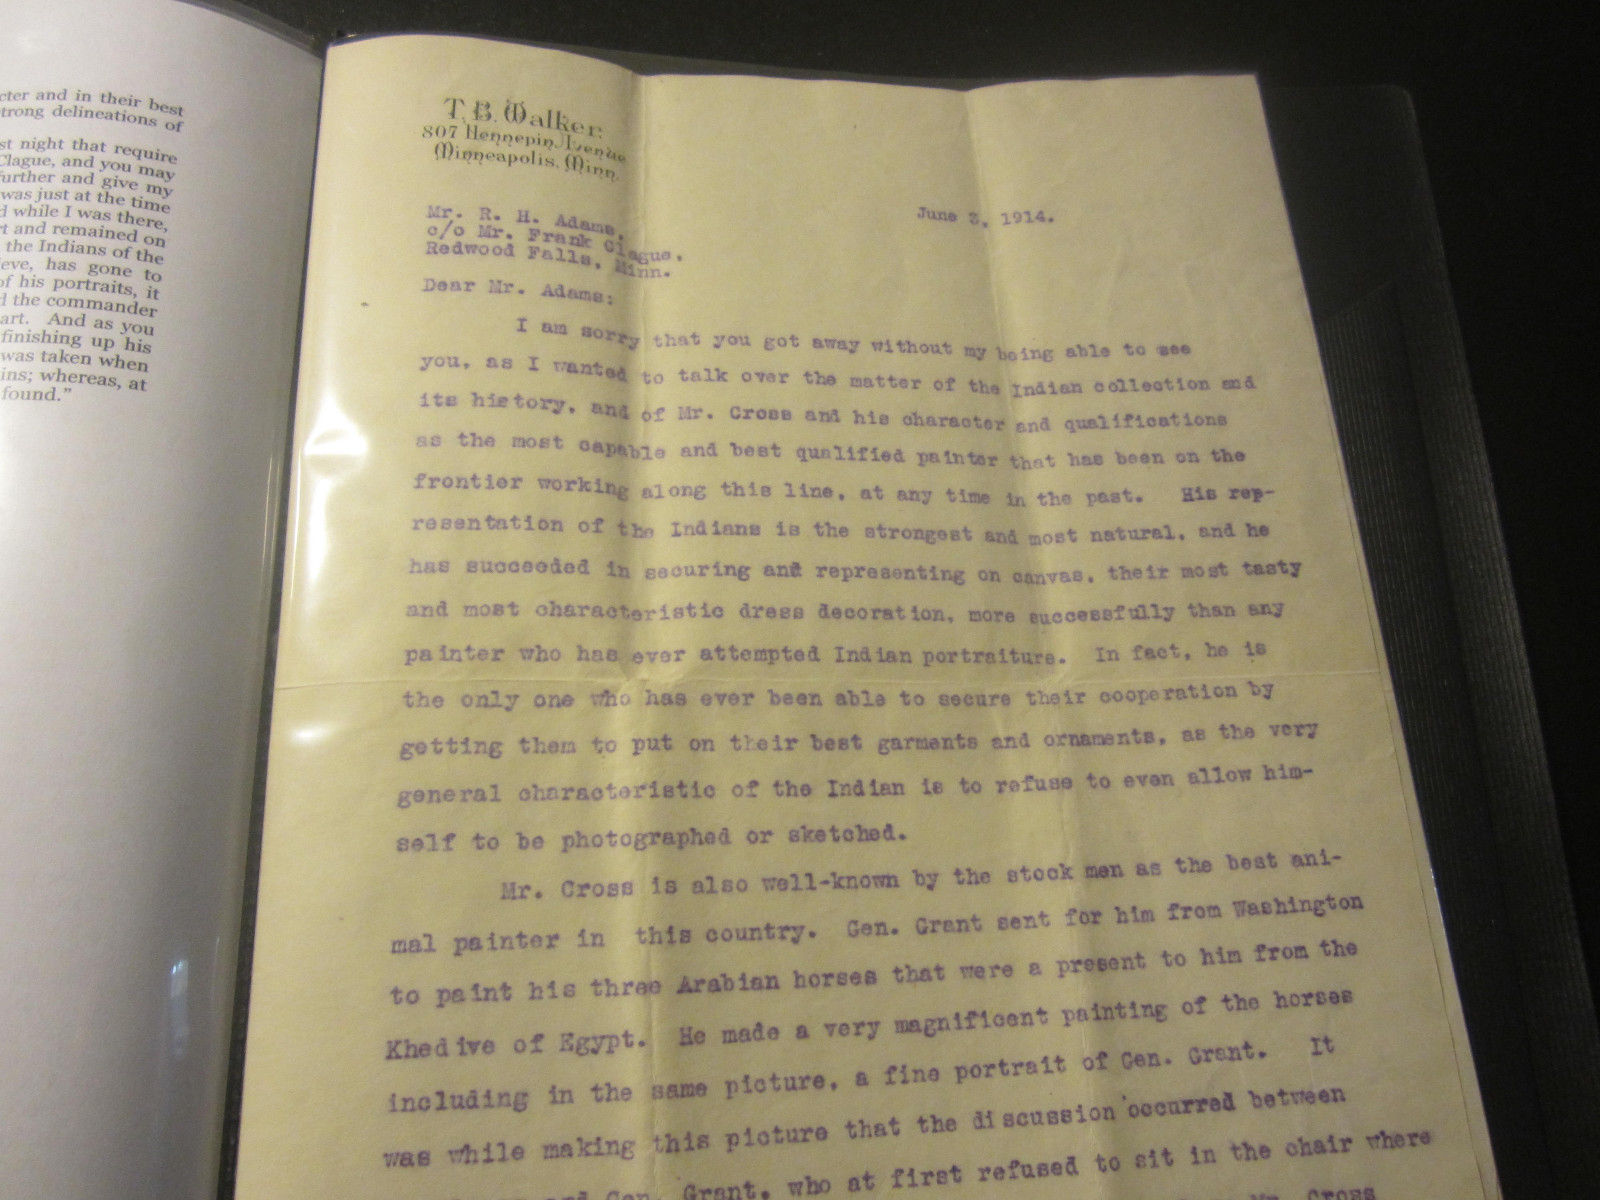 cter and in their best
trong delineations of
st night that require
Clague, and you may
further and give my
was just at the time
d while I was there,
rt and remained on
the Indians of the
eve, has gone to
of his portraits, it
d the commander
art. And as you
finishing up his
was taken when
ins; whereas, at
found."
T. B. Walker.
807 Hennepin Avenue
Minneapolis, Minn.
June 3, 1914.
Mr. R. H. Adams,
c/o Mr. Frank Clague,
Redwood Falls, Minn.
Dear Mr. Adams:
I am sorry that you got away without my being able to see
you, as I wanted to talk over the matter of the Indian collection and
its history, and of Mr. Cross and his character and qualifications
as the most capable and best qualified painter that has been on the
frontier working along this line, at any time in the past. His rep-
resentation of the Indians is the strongest and most natural, and he
has succeeded in securing and representing on canvas, their most tasty
and most characteristic dress decoration, more successfully than any
painter who has ever attempted Indian portraiture. In fact, he is
the only one who has ever been able to secure their cooperation by
getting them to put on their best garments and ornaments, as the very
general characteristic of the Indian is to refuse to even allow him-
self to be photographed or sketched.
Mr. Cross is also well-known by the stock men as the best ani-
mal painter in this country. Gen. Grant sent for him from Washington
to paint his three Arabian horses that were a present to him from the
Khedive of Egypt. He made a very magnificent painting of the horses
including in the same picture, a fine portrait of Gen. Grant. It
was while making this picture that the discussion occurred between
and Gen. Grant, who at first refused to sit in the chair where
Mr. Cross